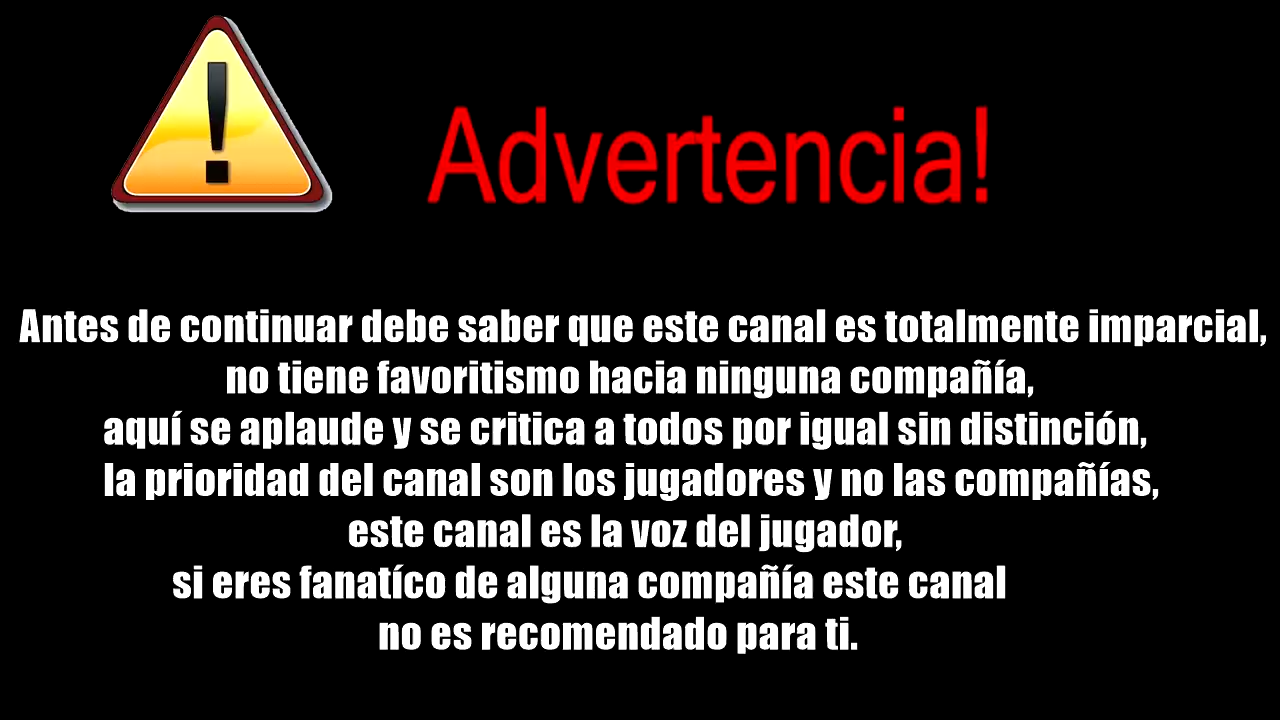 Advertencia!
Antes de continuar debe saber que este canal es totalmente imparcial,
no tiene favoritismo hacia ninguna compañía,
aquí se aplaude y se critica a todos por igual sin distinción,
la prioridad del canal son los jugadores y no las compañías,
este canal es la voz del jugador,
si eres fanatíco de alguna compañía este canal
no es recomendado para ti.